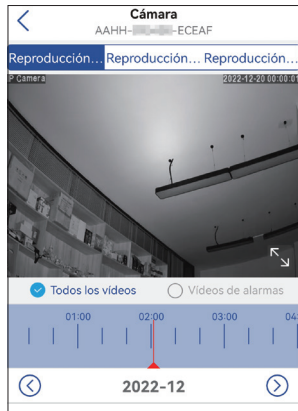 Cámara
AAHH- -ECEAF
Reproducción... Reproducción... Reproducción...
P Camera 2022-12-20 00:00:01
Todos los vídeos Vídeos de alarmas
01:00 02:00 03:00 04
2022-12